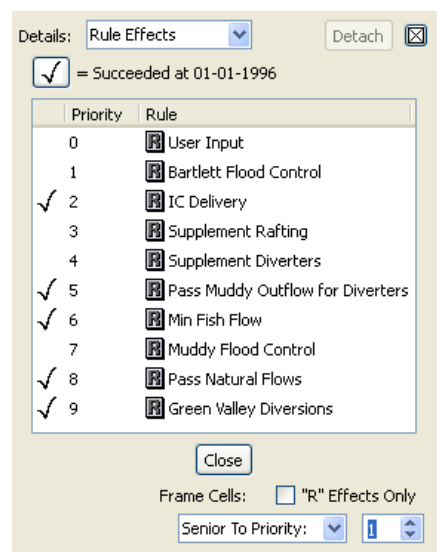 Details: Rule Effects Detach
✓ = Succeeded at 01-01-1996
Priority Rule
0 R User Input
1 R Bartlett Flood Control
✓ 2 R IC Delivery
3 R Supplement Rafting
4 R Supplement Diverters
✓ 5 R Pass Muddy Outflow for Diverters
✓ 6 R Min Fish Flow
7 R Muddy Flood Control
✓ 8 R Pass Natural Flows
✓ 9 R Green Valley Diversions
Close
Frame Cells: "R" Effects Only
Senior To Priority: 1